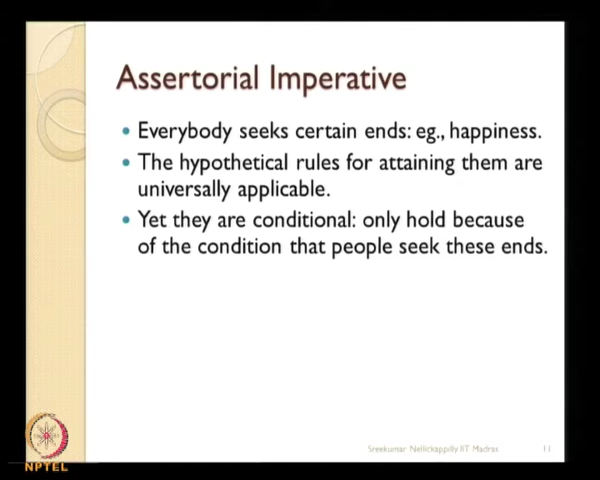 Assertorial Imperative
• Everybody seeks certain ends: eg., happiness.
• The hypothetical rules for attaining them are
universally applicable.
• Yet they are conditional: only hold because
of the condition that people seek these ends.
Sreekumar Nellickappilly IIT Madras 11
NPTEL